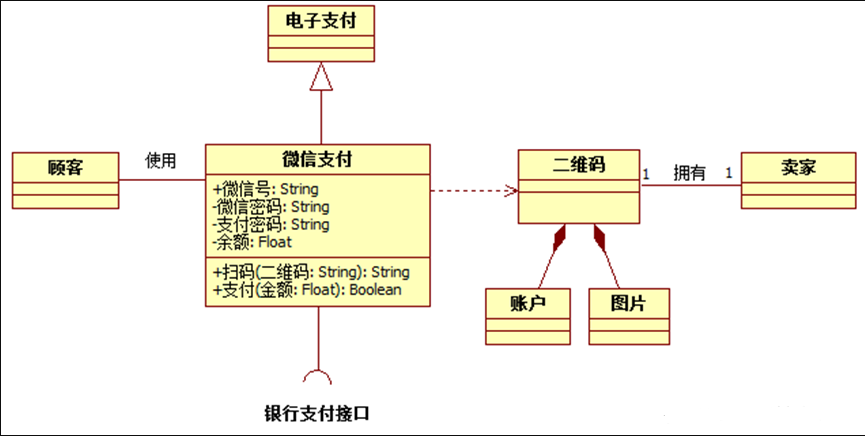 电子支付
顾客
使用
微信支付
+微信号: String
-微信密码: String
-支付密码: String
-余额: Float
+扫码(二维码: String): String
+支付(金额: Float): Boolean
二维码
1
拥有
1
卖家
账户
图片
银行支付接口